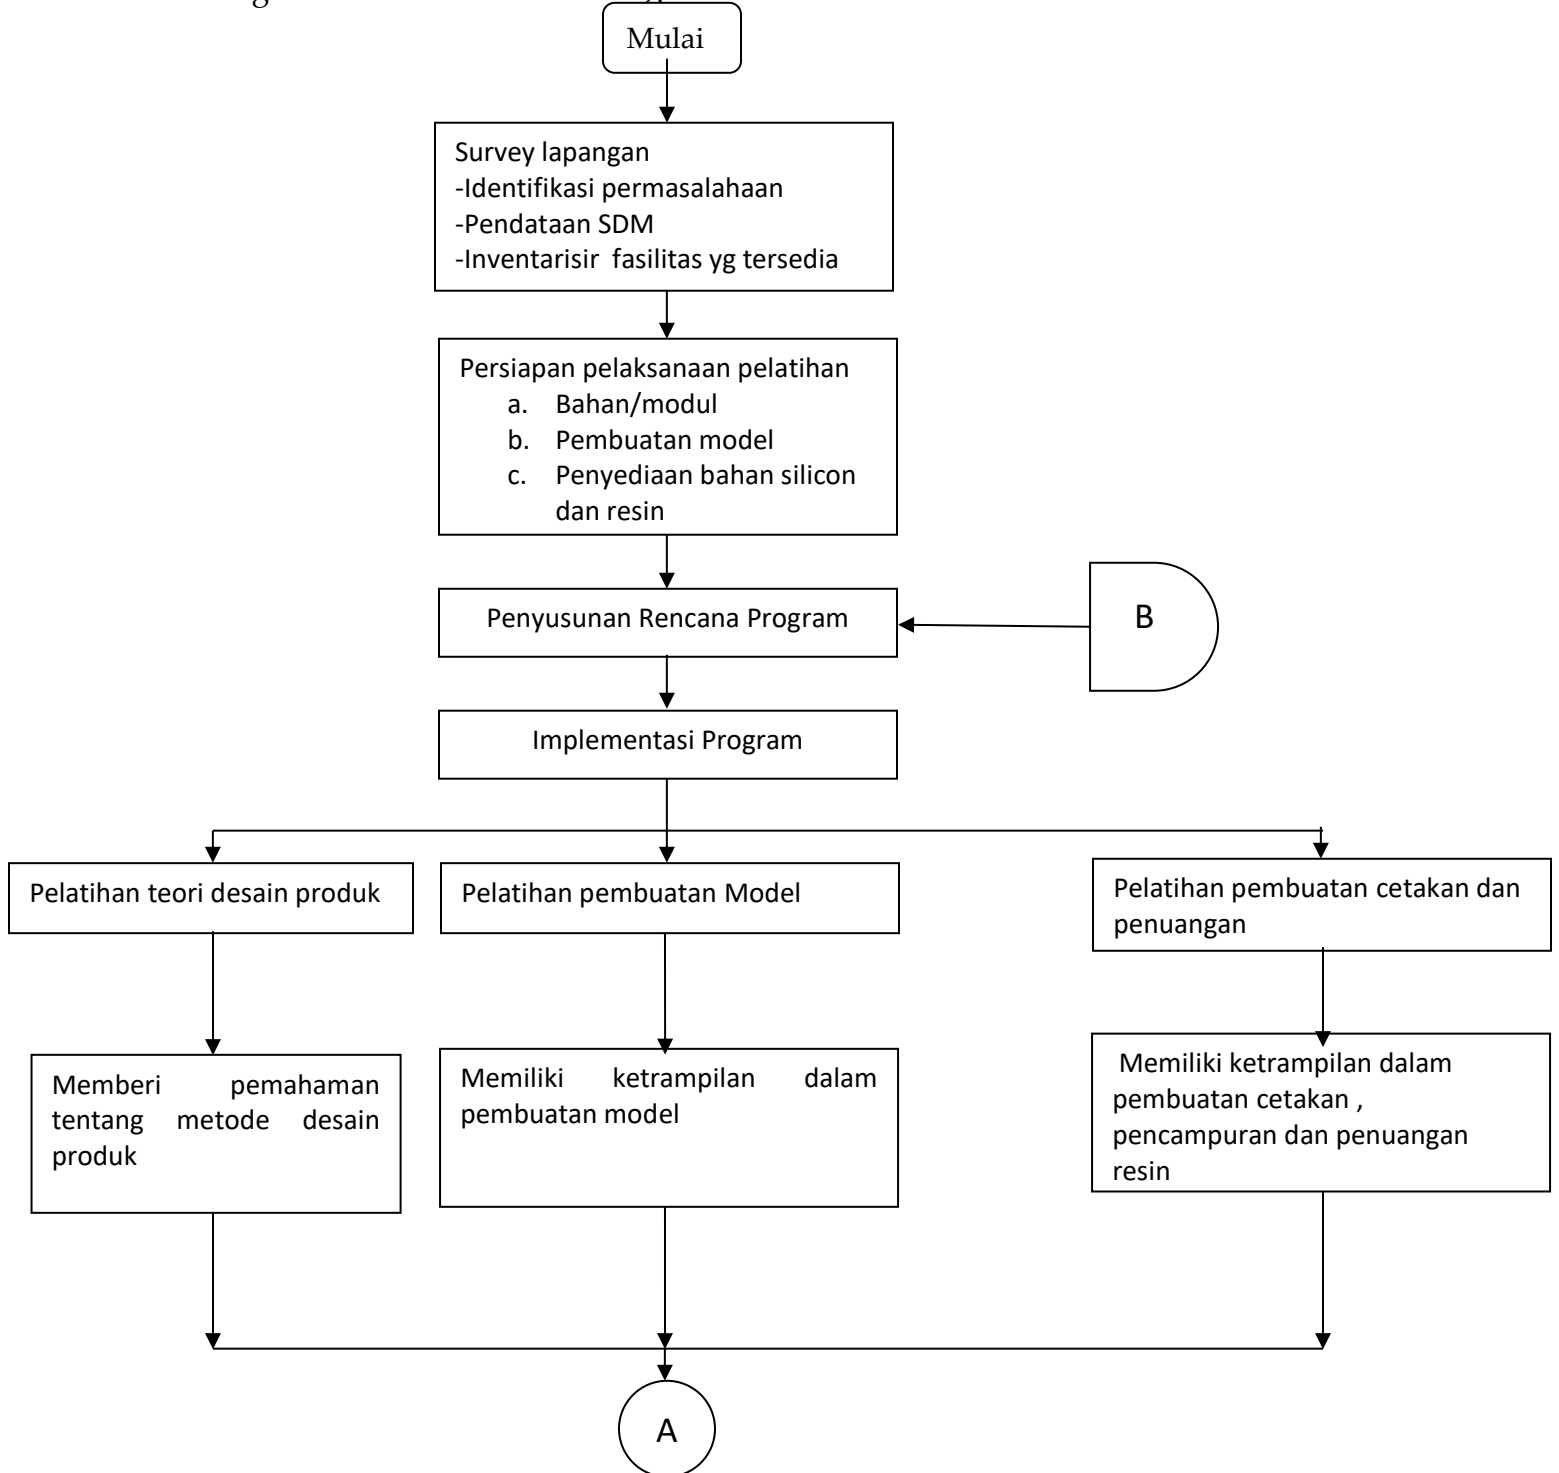 Mulai
Survey lapangan
-Identifikasi permasalahaan
-Pendataan SDM
-Inventarisir fasilitas yg tersedia
Persiapan pelaksanaan pelatihan
a. Bahan/modul
b. Pembuatan model
c. Penyediaan bahan silicon
dan resin
Penyusunan Rencana Program
B
Implementasi Program
Pelatihan teori desain produk
Pelatihan pembuatan Model
Pelatihan pembuatan cetakan dan
penuangan
Memberi pemahaman
tentang metode desain
produk
Memiliki ketrampilan dalam
pembuatan model
Memiliki ketrampilan dalam
pembuatan cetakan ,
pencampuran dan penuangan
resin
A